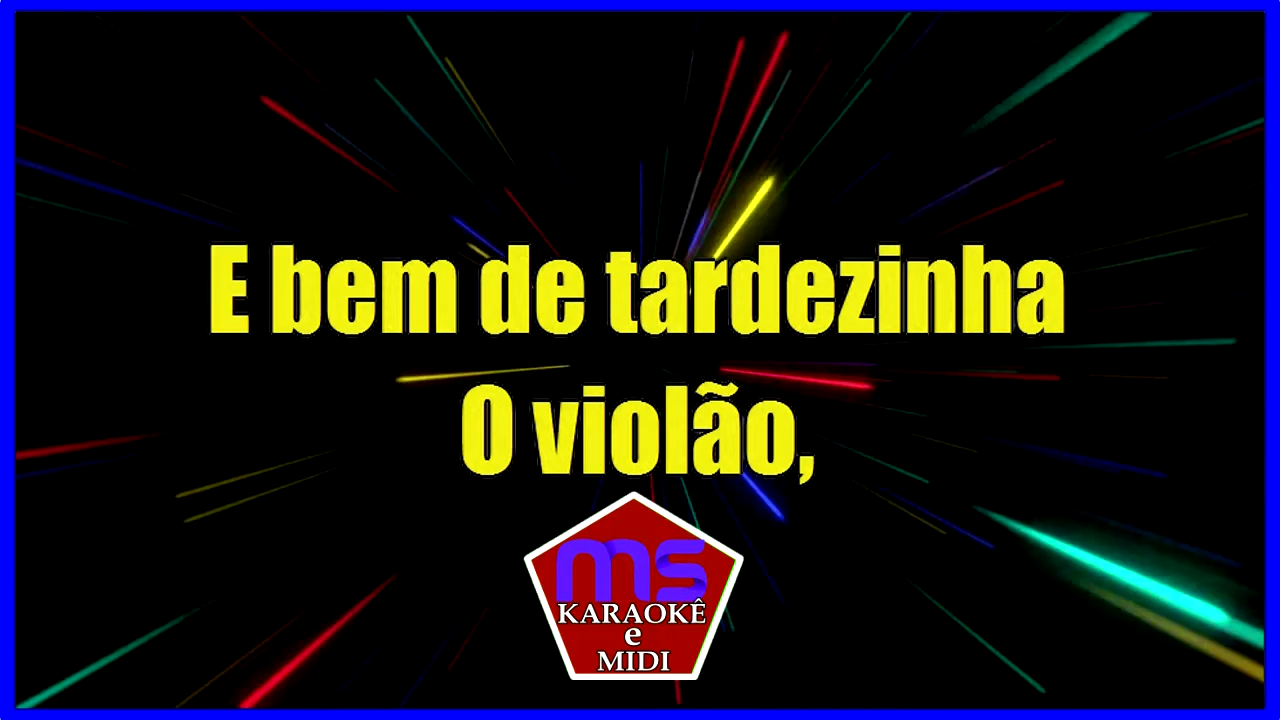 E bem de tardezinha
O violão,
ms
KARAOKÊ
e
MIDI